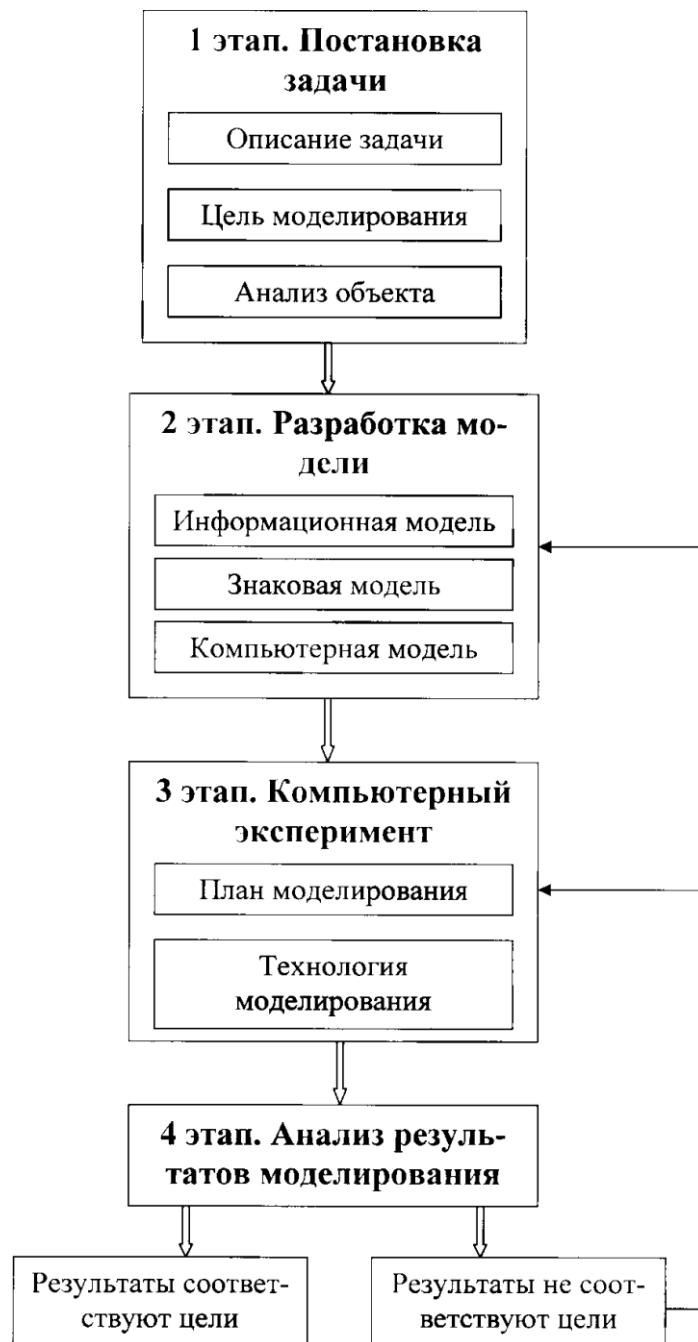 1 этап. Постановка
задачи
Описание задачи
Цель моделирования
Анализ объекта
2 этап. Разработка мо-
дели
Информационная модель
Знаковая модель
Компьютерная модель
3 этап. Компьютерный
эксперимент
План моделирования
Технология
моделирования
4 этап. Анализ резуль-
татов моделирования
Результаты соответ-
ствуют цели
Результаты не соот-
ветствуют цели